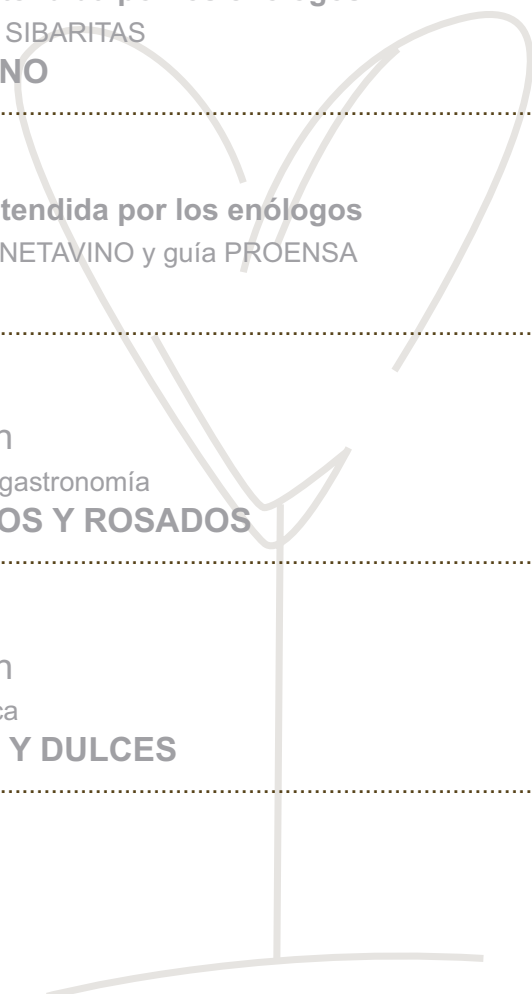 SIBARITAS
NO
tendida por los enólogos
NETAVINO y guía PROENSA
n
gastronomía
OS Y ROSADOS
n
ca
Y DULCES